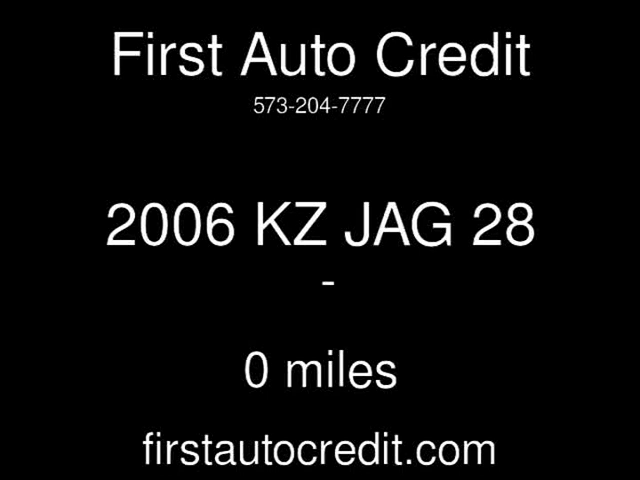 First Auto Credit
573-204-7777
2006 KZ JAG 28
-
0 miles
firstautocredit.com